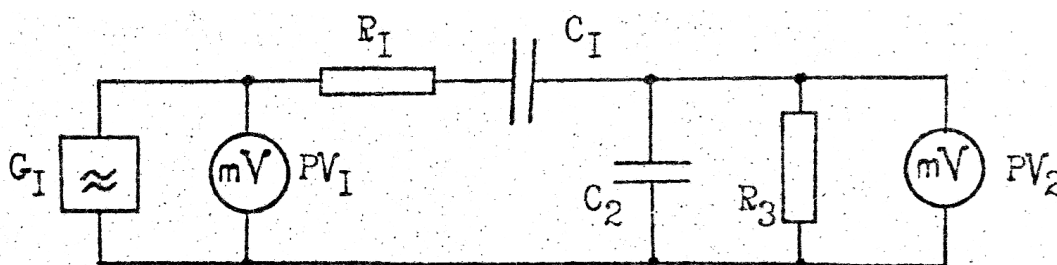 R_I
C_I
G_I
≈
mV
PV_I
C_2
R_3
mV
PV_2